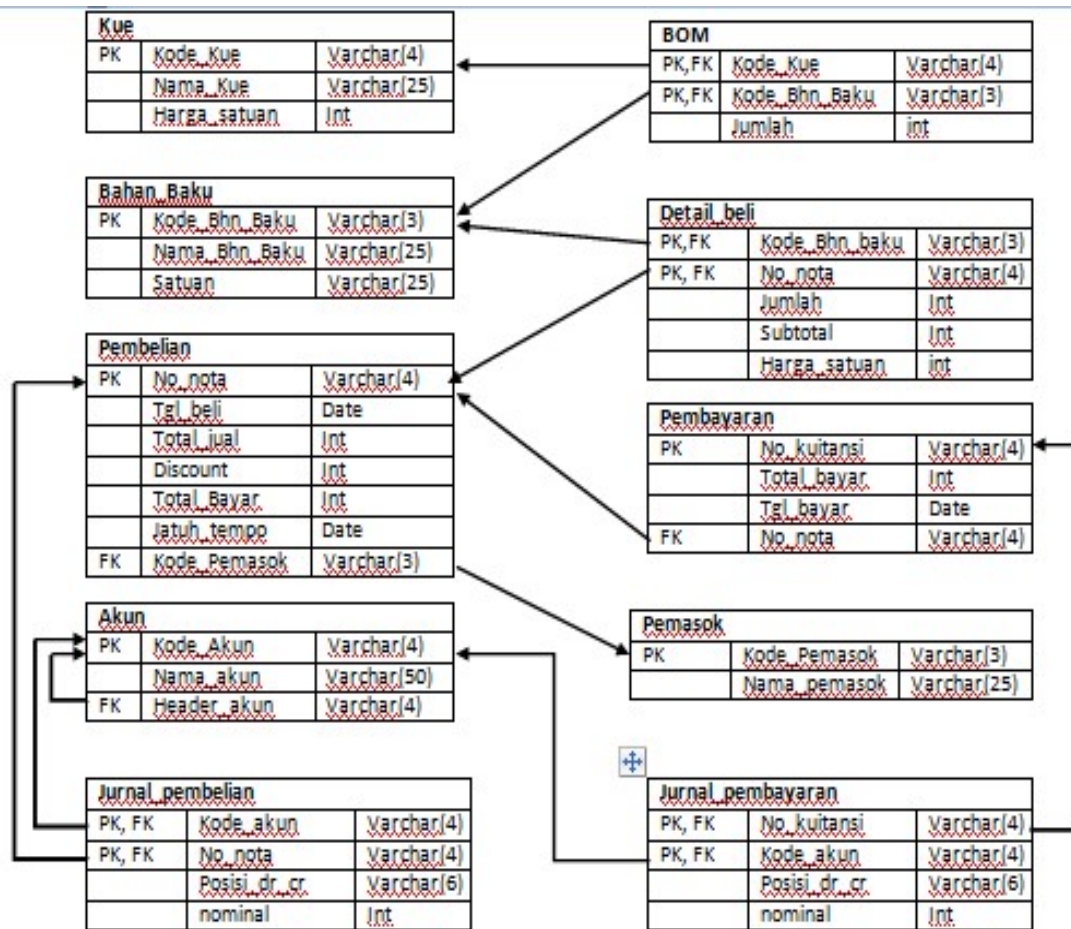 Kue
PK Kode_Kue Varchar(4)
Nama_Kue Varchar(25)
Harga_satuan Int
BOM
PK,FK Kode_Kue Varchar(4)
PK,FK Kode_Bhn_Baku Varchar(3)
Jumlah int
Bahan_Baku
PK Kode_Bhn_Baku Varchar(3)
Nama_Bhn_Baku Varchar(25)
Satuan Varchar(25)
Detail_beli
PK,FK Kode_Bhn_baku Varchar(3)
PK, FK No_nota Varchar(4)
Jumlah Int
Subtotal Int
Harga_satuan int
Pembelian
PK No_nota Varchar(4)
Tgl_beli Date
Total_jual Int
Discount Int
Total_Bayar Int
Jatuh_tempo Date
FK Kode_Pemasok Varchar(3)
Pembayaran
PK No_kuitansi Varchar(4)
Total_bayar Int
Tgl_bayar Date
FK No_nota Varchar(4)
Akun
PK Kode_Akun Varchar(4)
Nama_akun Varchar(50)
FK Header_akun Varchar(4)
Pemasok
PK Kode_Pemasok Varchar(3)
Nama_pemasok Varchar(25)
Jurnal_pembelian
PK, FK Kode_akun Varchar(4)
PK, FK No_nota Varchar(4)
Posisi_dr_cr Varchar(6)
nominal Int
Jurnal_pembayaran
PK, FK No_kuitansi Varchar(4)
PK, FK Kode_akun Varchar(4)
Posisi_dr_cr Varchar(6)
nominal Int